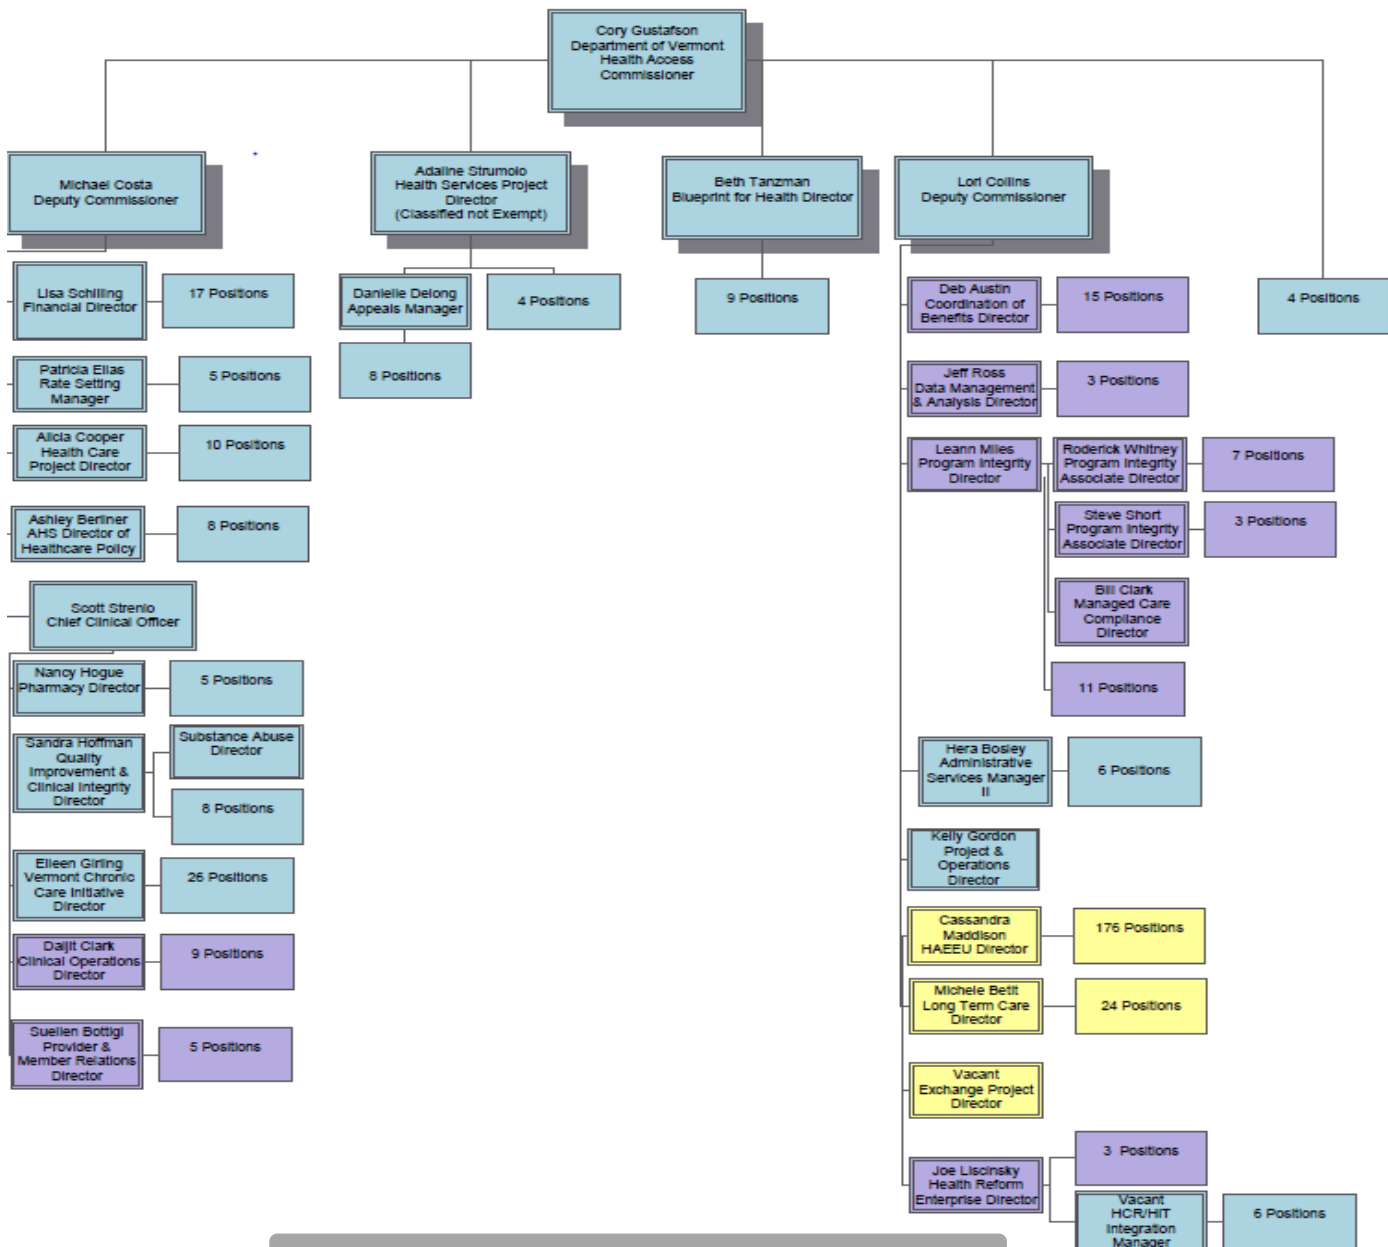 Cory Gustafson
Department of Vermont
Health Access
Commissioner
Michael Costa
Deputy Commissioner
Adaline Strumolo
Health Services Project
Director
(Classified not Exempt)
Beth Tanzman
Blueprint for Health Director
Lori Collins
Deputy Commissioner
Lisa Schilling
Financial Director
17 Positions
Patricia Elias
Rate Setting
Manager
5 Positions
Alicia Cooper
Health Care
Project Director
10 Positions
Ashley Berliner
AHS Director of
Healthcare Policy
8 Positions
Scott Strenio
Chief Clinical Officer
Nancy Hogue
Pharmacy Director
5 Positions
Sandra Hoffman
Quality
Improvement &
Clinical Integrity
Director
Substance Abuse
Director
8 Positions
Eileen Girling
Vermont Chronic
Care Initiative
Director
26 Positions
Daljit Clark
Clinical Operations
Director
9 Positions
Suellen Bottigi
Provider &
Member Relations
Director
5 Positions
Danielle Delong
Appeals Manager
4 Positions
8 Positions
9 Positions
Deb Austin
Coordination of
Benefits Director
15 Positions
4 Positions
Jeff Ross
Data Management
& Analysis Director
3 Positions
Leann Miles
Program Integrity
Director
Roderick Whitney
Program Integrity
Associate Director
7 Positions
Steve Short
Program Integrity
Associate Director
3 Positions
Bill Clark
Managed Care
Compliance
Director
11 Positions
Hera Bosley
Administrative
Services Manager
II
6 Positions
Kelly Gordon
Project &
Operations
Director
Cassandra
Maddison
HAEEU Director
176 Positions
Michele Betit
Long Term Care
Director
24 Positions
Vacant
Exchange Project
Director
Joe Liscinsky
Health Reform
Enterprise Director
3 Positions
Vacant
HCR/HIT
Integration
Manager
6 Positions